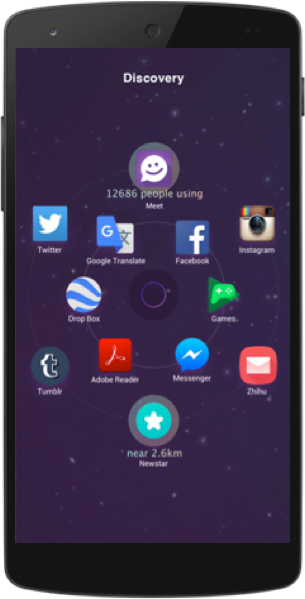 Discovery
12686 people using
Meet
Twitter
Google Translate
Facebook
Instagram
Drop Box
Games
Tumblr
Adobe Reader
Messenger
Zhihu
near 2.6km
Newstar